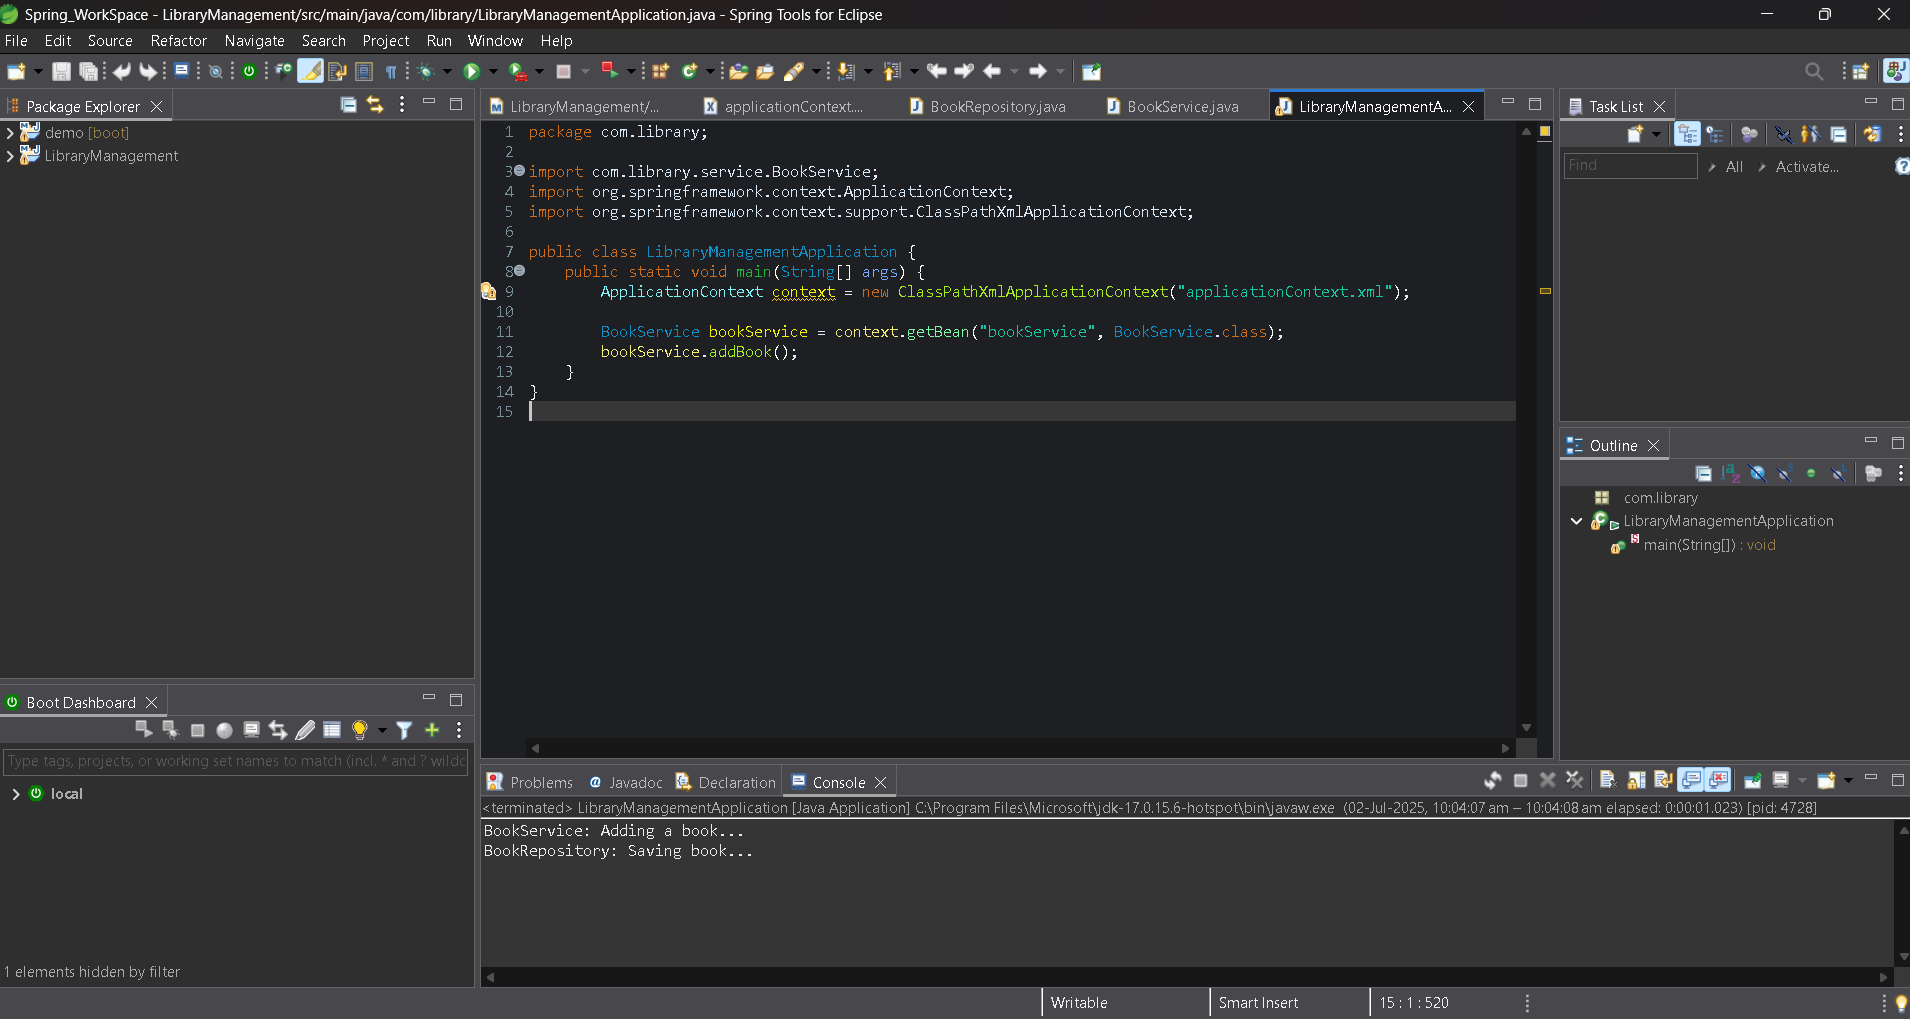 Spring_WorkSpace - LibraryManagement/src/main/java/com/library/LibraryManagementApplication.java - Spring Tools for Eclipse
File Edit Source Refactor Navigate Search Project Run Window Help
Package Explorer
demo [boot]
LibraryManagement
LibraryManagement/... applicationContext.... BookRepository.java BookService.java LibraryManagementA...
1 package com.library;
2
3 import com.library.service.BookService;
4 import org.springframework.context.ApplicationContext;
5 import org.springframework.context.support.ClassPathXmlApplicationContext;
6
7 public class LibraryManagementApplication {
8 public static void main(String[] args) {
9 ApplicationContext context = new ClassPathXmlApplicationContext("applicationContext.xml");
10
11 BookService bookService = context.getBean("bookService", BookService.class);
12 bookService.addBook();
13 }
14 }
15
Task List
Find All Activate...
Outline
com.library
LibraryManagementApplication
main(String[]) : void
Boot Dashboard
Type tags, projects, or working set names to match (incl. * and ? wildc
local
1 elements hidden by filter
Problems Javadoc Declaration Console
<terminated> LibraryManagementApplication [Java Application] C:\Program Files\Microsoft\jdk-17.0.15.6-hotspot\bin\javaw.exe (02-Jul-2025, 10:04:07 am – 10:04:08 am elapsed: 0:00:01.023) [pid: 4728]
BookService: Adding a book...
BookRepository: Saving book...
Writable Smart Insert 15 : 1 : 520